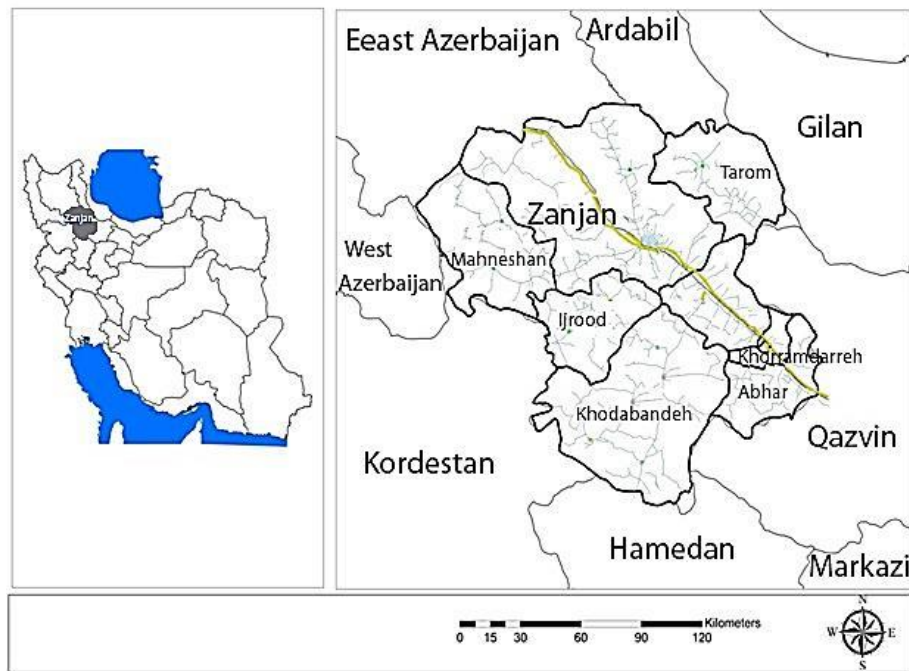 Zanjan
Eeast Azerbaijan
Ardabil
Gilan
Tarom
Zanjan
West
Azerbaijan
Mahneshan
Ijrood
Khorramdarreh
Abhar
Khodabandeh
Qazvin
Kordestan
Hamedan
Markazi
0 15 30 60 90 120 Kilometers
N
W E
S